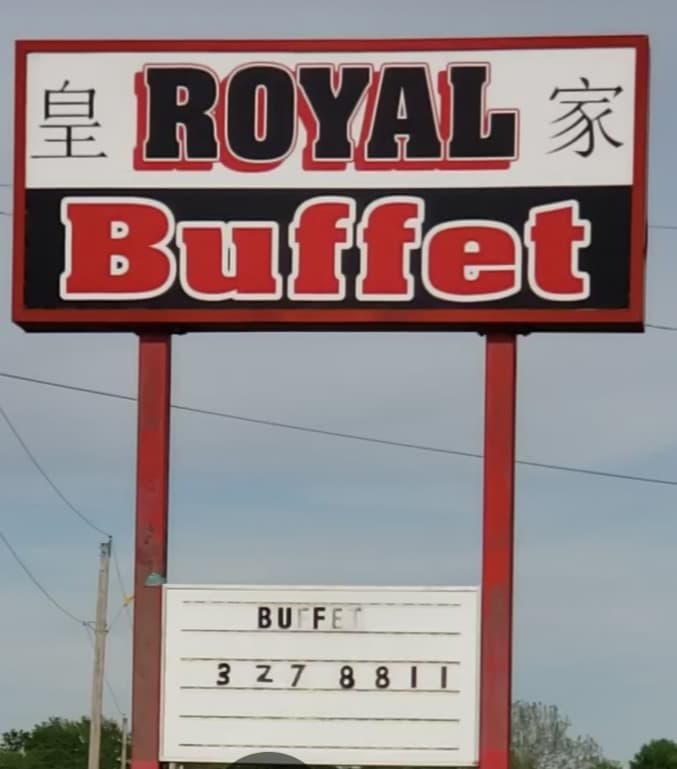 皇 ROYAL 家
Buffet
BUFFET
327 8811